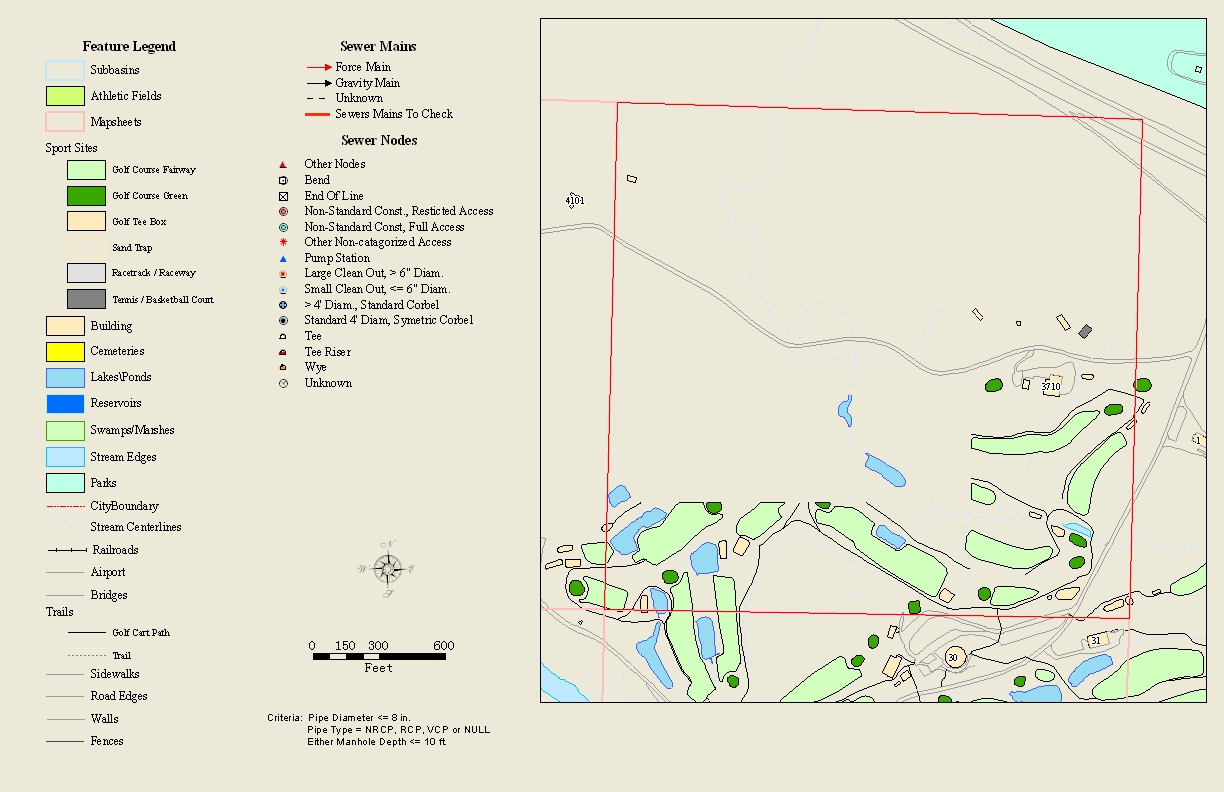 Feature Legend
Subbasins
Athletic Fields
Mapsheets
Sport Sites
Golf Course Fairway
Golf Course Green
Golf Tee Box
Sand Trap
Racetrack / Raceway
Tennis / Basketball Court
Building
Cemeteries
Lakes\Ponds
Reservoirs
Swamps/Marshes
Stream Edges
Parks
CityBoundary
Stream Centerlines
Railroads
Airport
Bridges
Trails
Golf Cart Path
Trail
Sidewalks
Road Edges
Walls
Fences
Sewer Mains
Force Main
Gravity Main
Unknown
Sewers Mains To Check
Sewer Nodes
Other Nodes
Bend
End Of Line
Non-Standard Const., Resticted Access
Non-Standard Const, Full Access
Other Non-catagorized Access
Pump Station
Large Clean Out, > 6" Diam.
Small Clean Out, <= 6" Diam.
> 4' Diam., Standard Corbel
Standard 4' Diam, Symetric Corbel
Tee
Tee Riser
Wye
Unknown
N
W E
S
0 150 300 600
Feet
Criteria: Pipe Diameter <= 8 in.
Pipe Type = NRCP, RCP, VCP or NULL
Either Manhole Depth <= 10 ft.
4101
3710
1
31
30